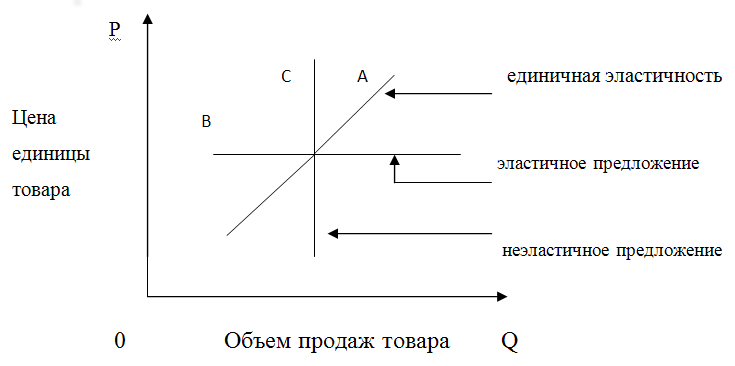 P
C
A
единичная эластичность
Цена
единицы
товара
B
эластичное предложение
неэластичное предложение
0
Объем продаж товара
Q